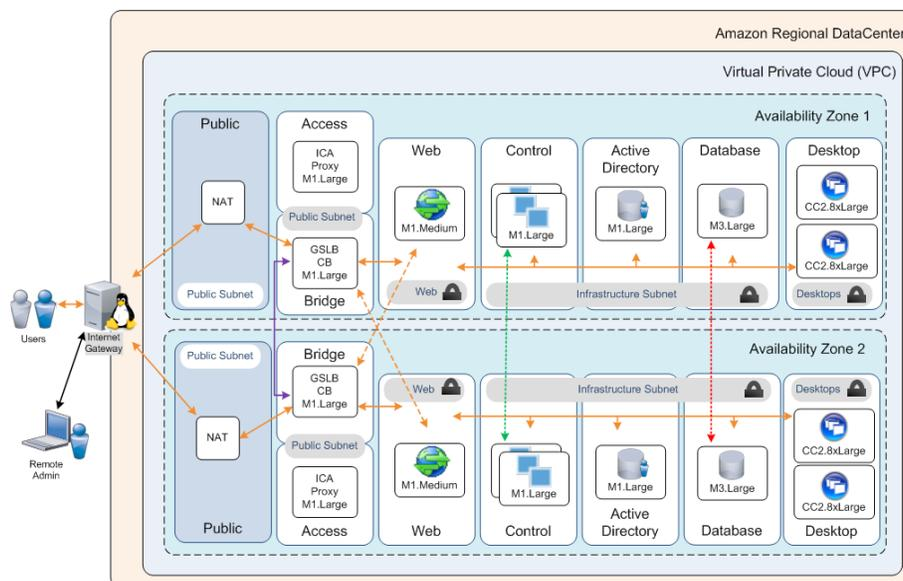 Amazon Regional DataCenter
Virtual Private Cloud (VPC)
Availability Zone 1
Public
Access
Web
Control
Active
Directory
Database
Desktop
ICA
Proxy
M1.Large
NAT
Public Subnet
GSLB
CB
M1.Large
Bridge
Public Subnet
M1.Medium
M1.Large
M1.Large
M3.Large
CC2.8xLarge
CC2.8xLarge
Web
Infrastructure Subnet
Desktops
Users
Internet
Gateway
Remote
Admin
Availability Zone 2
Public Subnet
Bridge
GSLB
CB
M1.Large
Web
Infrastructure Subnet
Desktops
NAT
Public Subnet
ICA
Proxy
M1.Large
M1.Medium
M1.Large
M1.Large
M3.Large
CC2.8xLarge
CC2.8xLarge
Public
Access
Web
Control
Active
Directory
Database
Desktop